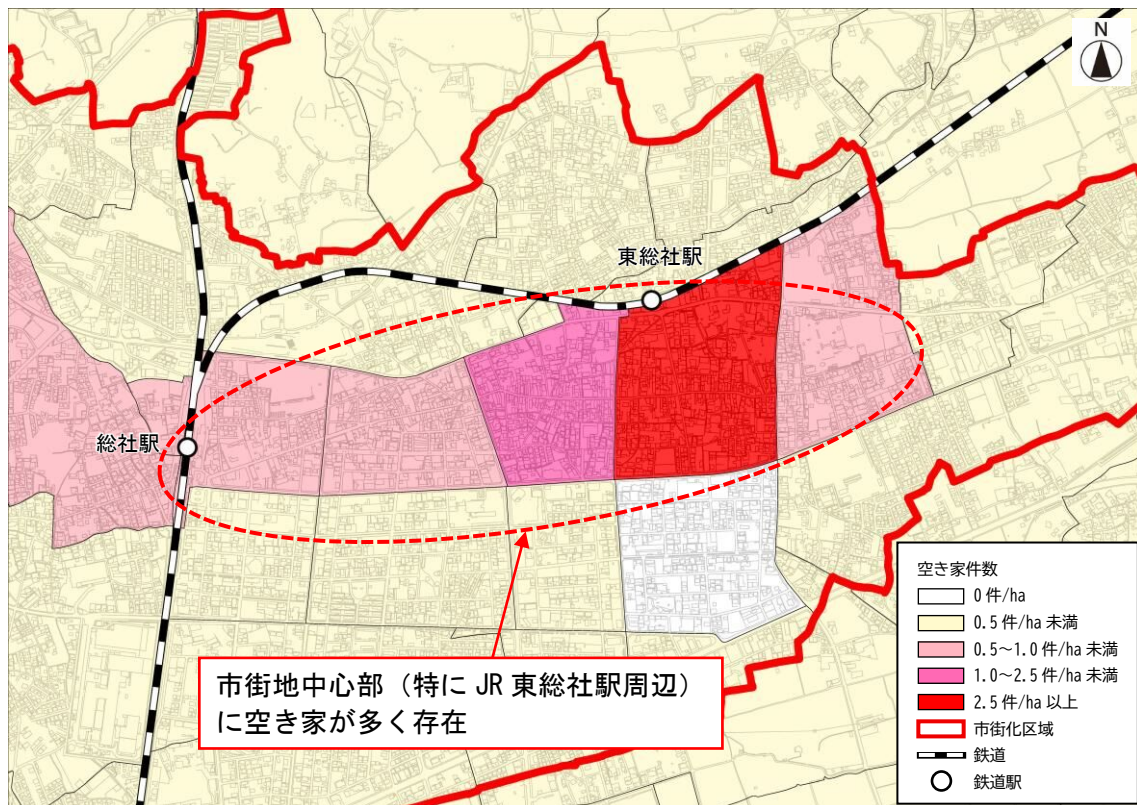 N
東総社駅
総社駅
市街地中心部（特に JR 東総社駅周辺）
に空き家が多く存在
空き家件数
0 件/ha
0.5 件/ha 未満
0.5～1.0 件/ha 未満
1.0～2.5 件/ha 未満
2.5 件/ha 以上
市街化区域
鉄道
鉄道駅